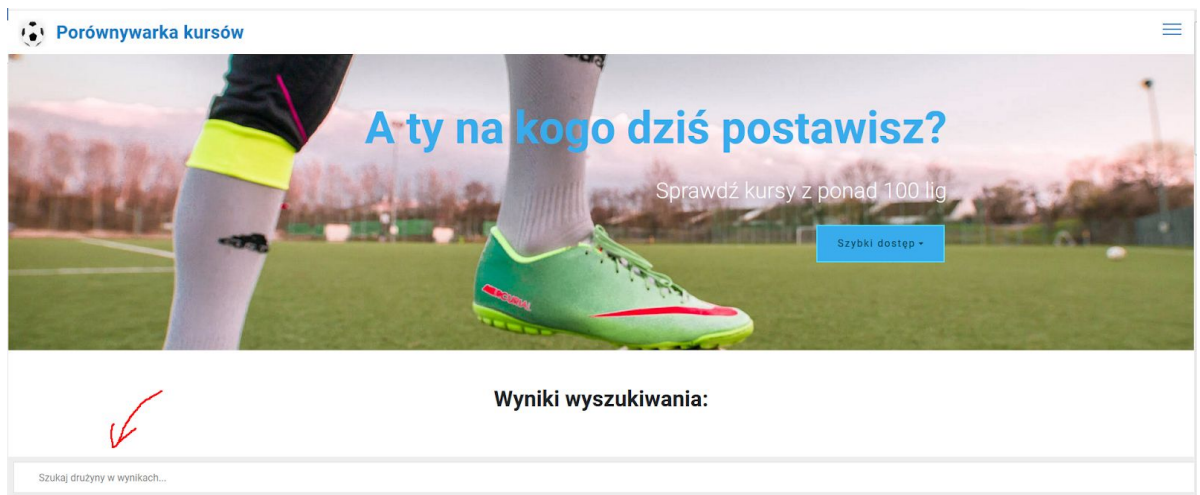 Porównywarka kursów
A ty na kogo dziś postawisz?
Sprawdź kursy z ponad 100 lig
Szybki dostęp
Wyniki wyszukiwania:
Szukaj drużyny w wynikach...